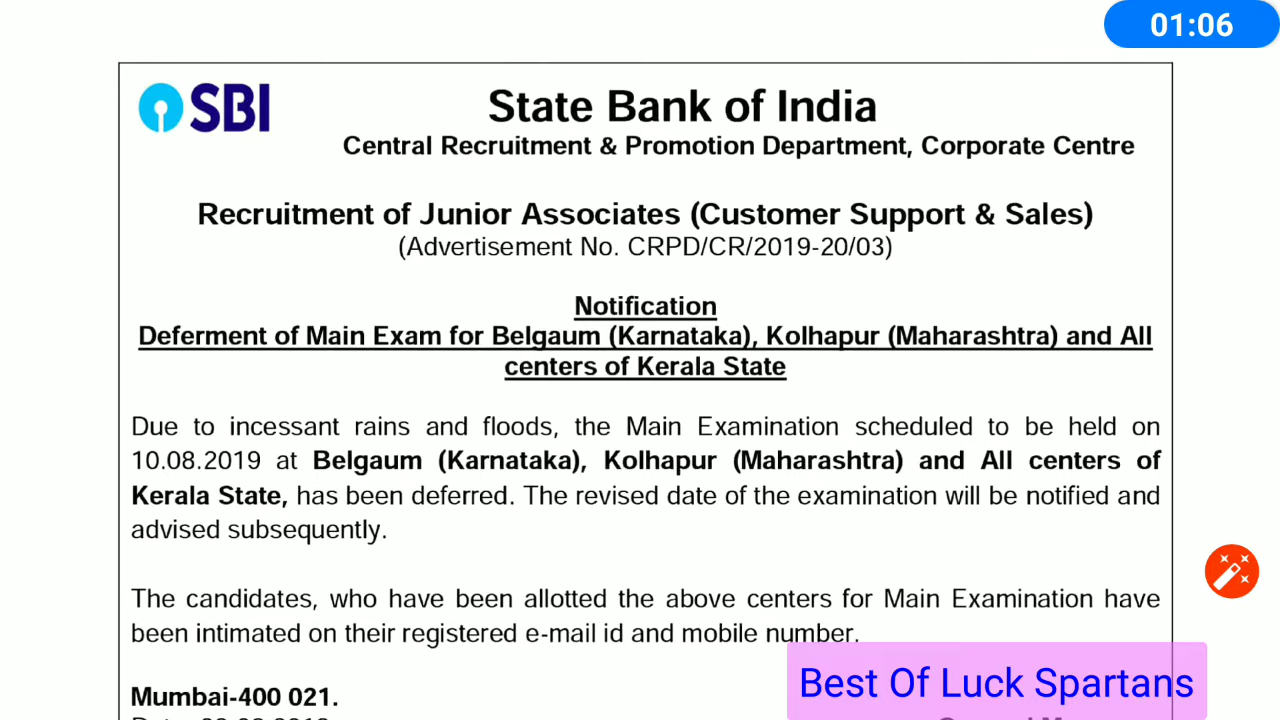 01:06
SBI
State Bank of India
Central Recruitment & Promotion Department, Corporate Centre
Recruitment of Junior Associates (Customer Support & Sales)
(Advertisement No. CRPD/CR/2019-20/03)
Notification
Deferment of Main Exam for Belgaum (Karnataka), Kolhapur (Maharashtra) and All
centers of Kerala State
Due to incessant rains and floods, the Main Examination scheduled to be held on
10.08.2019 at Belgaum (Karnataka), Kolhapur (Maharashtra) and All centers of
Kerala State, has been deferred. The revised date of the examination will be notified and
advised subsequently.
The candidates, who have been allotted the above centers for Main Examination have
been intimated on their registered e-mail id and mobile number.
Best Of Luck Spartans
Mumbai-400 021.